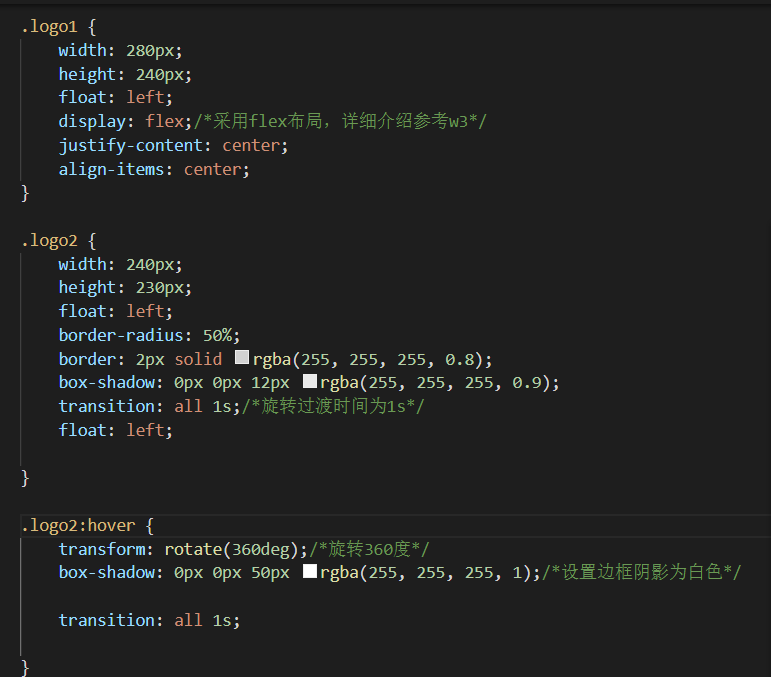 .logo1 {
    width: 280px;
    height: 240px;
    float: left;
    display: flex;/*采用flex布局，详细介绍参考w3*/
    justify-content: center;
    align-items: center;
}
.logo2 {
    width: 240px;
    height: 230px;
    float: left;
    border-radius: 50%;
    border: 2px solid rgba(255, 255, 255, 0.8);
    box-shadow: 0px 0px 12px rgba(255, 255, 255, 0.9);
    transition: all 1s;/*旋转过渡时间为1s*/
    float: left;
}
.logo2:hover {
    transform: rotate(360deg);/*旋转360度*/
    box-shadow: 0px 0px 50px rgba(255, 255, 255, 1);/*设置边框阴影为白色*/
    transition: all 1s;
}